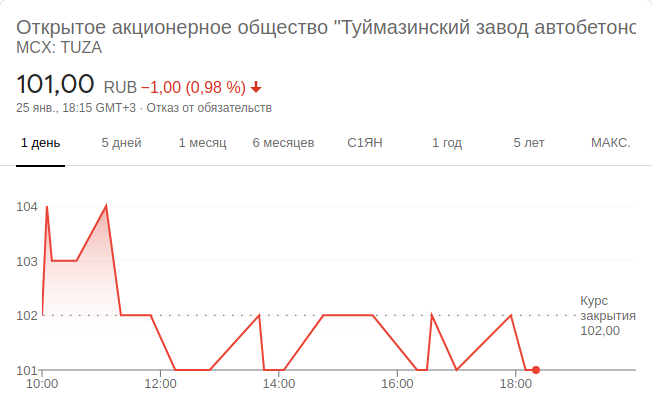 Открытое акционерное общество "Туймазинский завод автобетоно
MCX: TUZA
101,00 RUB −1,00 (0,98 %)
25 янв., 18:15 GMT+3 · Отказ от обязательств
1 день 5 дней 1 месяц 6 месяцев С1ЯН 1 год 5 лет МАКС.
104
103
102
101
Курс
закрытия
102,00
10:00 12:00 14:00 16:00 18:00